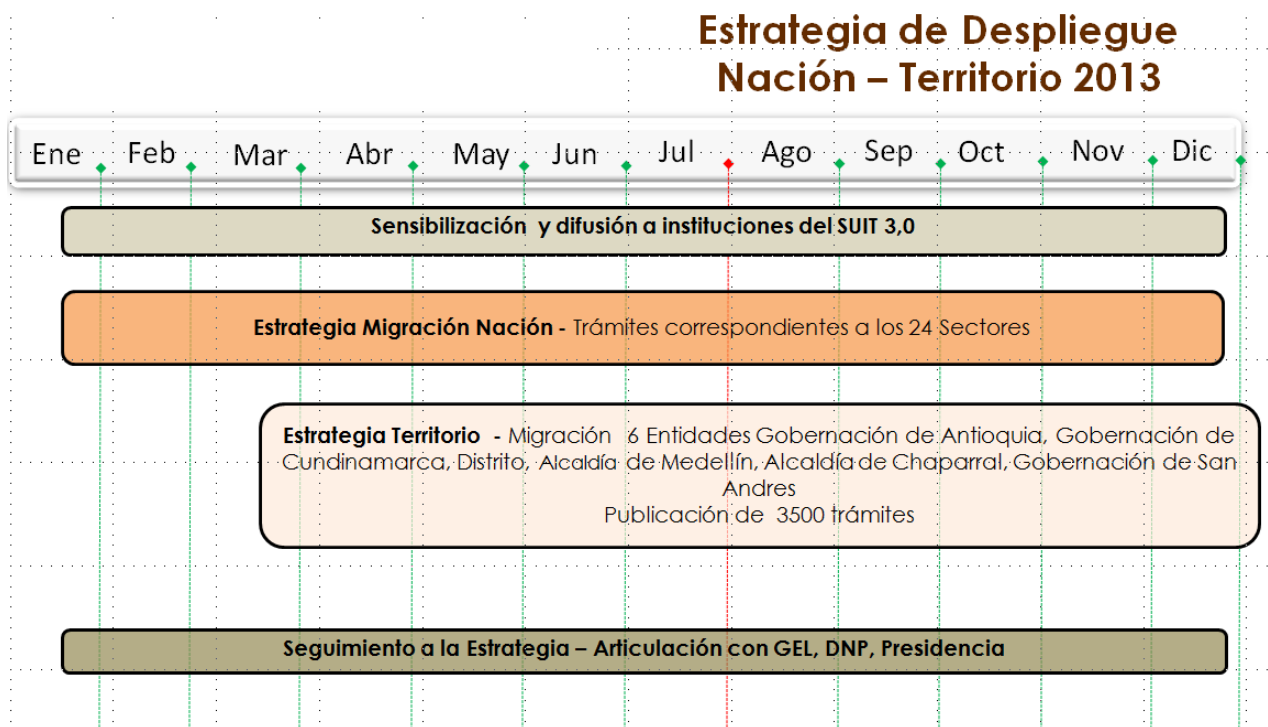 Estrategia de Despliegue
Nación – Territorio 2013
Ene Feb Mar Abr May Jun Jul Ago Sep Oct Nov Dic
Sensibilización y difusión a instituciones del SUIT 3,0
Estrategia Migración Nación - Trámites correspondientes a los 24 Sectores
Estrategia Territorio - Migración 6 Entidades Gobernación de Antioquia, Gobernación de
Cundinamarca, Distrito, Alcaldía de Medellín, Alcaldía de Chaparral, Gobernación de San
Andres
Publicación de 3500 trámites
Seguimiento a la Estrategia – Articulación con GEL, DNP, Presidencia